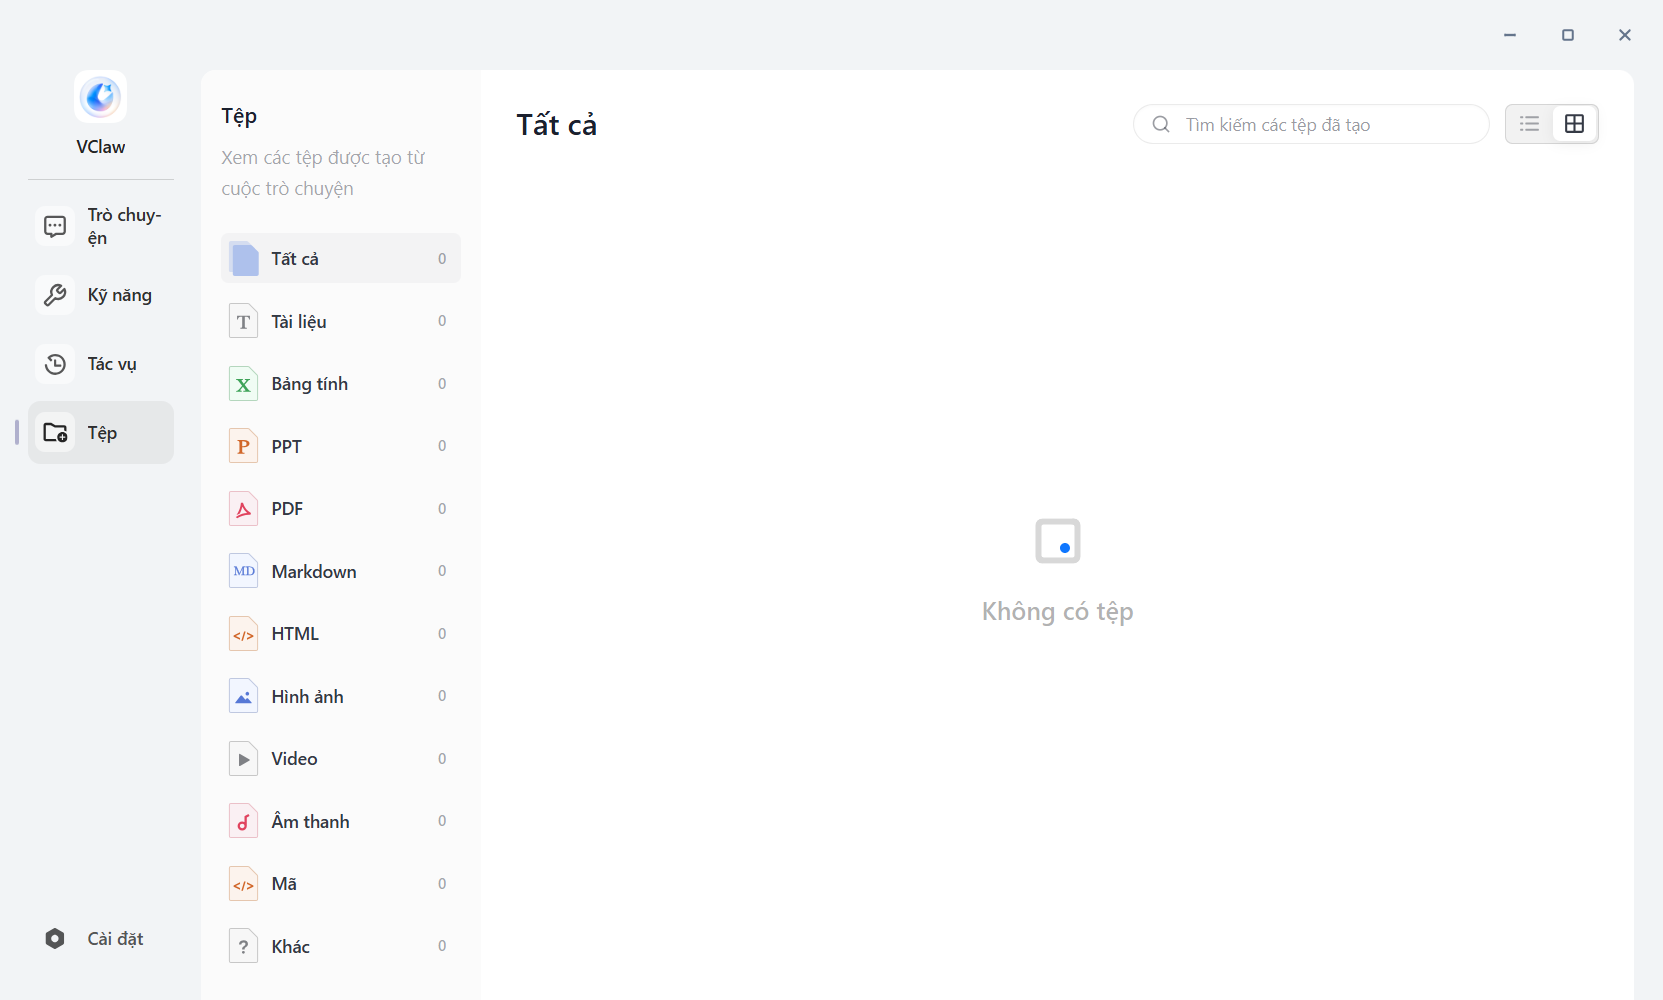 VClaw
Trò chuy-
ện
Kỹ năng
Tác vụ
Tệp
Cài đặt
Tệp
Xem các tệp được tạo từ
cuộc trò chuyện
Tất cả 0
T Tài liệu 0
X Bảng tính 0
P PPT 0
PDF 0
MD Markdown 0
</> HTML 0
Hình ảnh 0
Video 0
Âm thanh 0
</> Mã 0
? Khác 0
Tất cả
Tìm kiếm các tệp đã tạo
Không có tệp